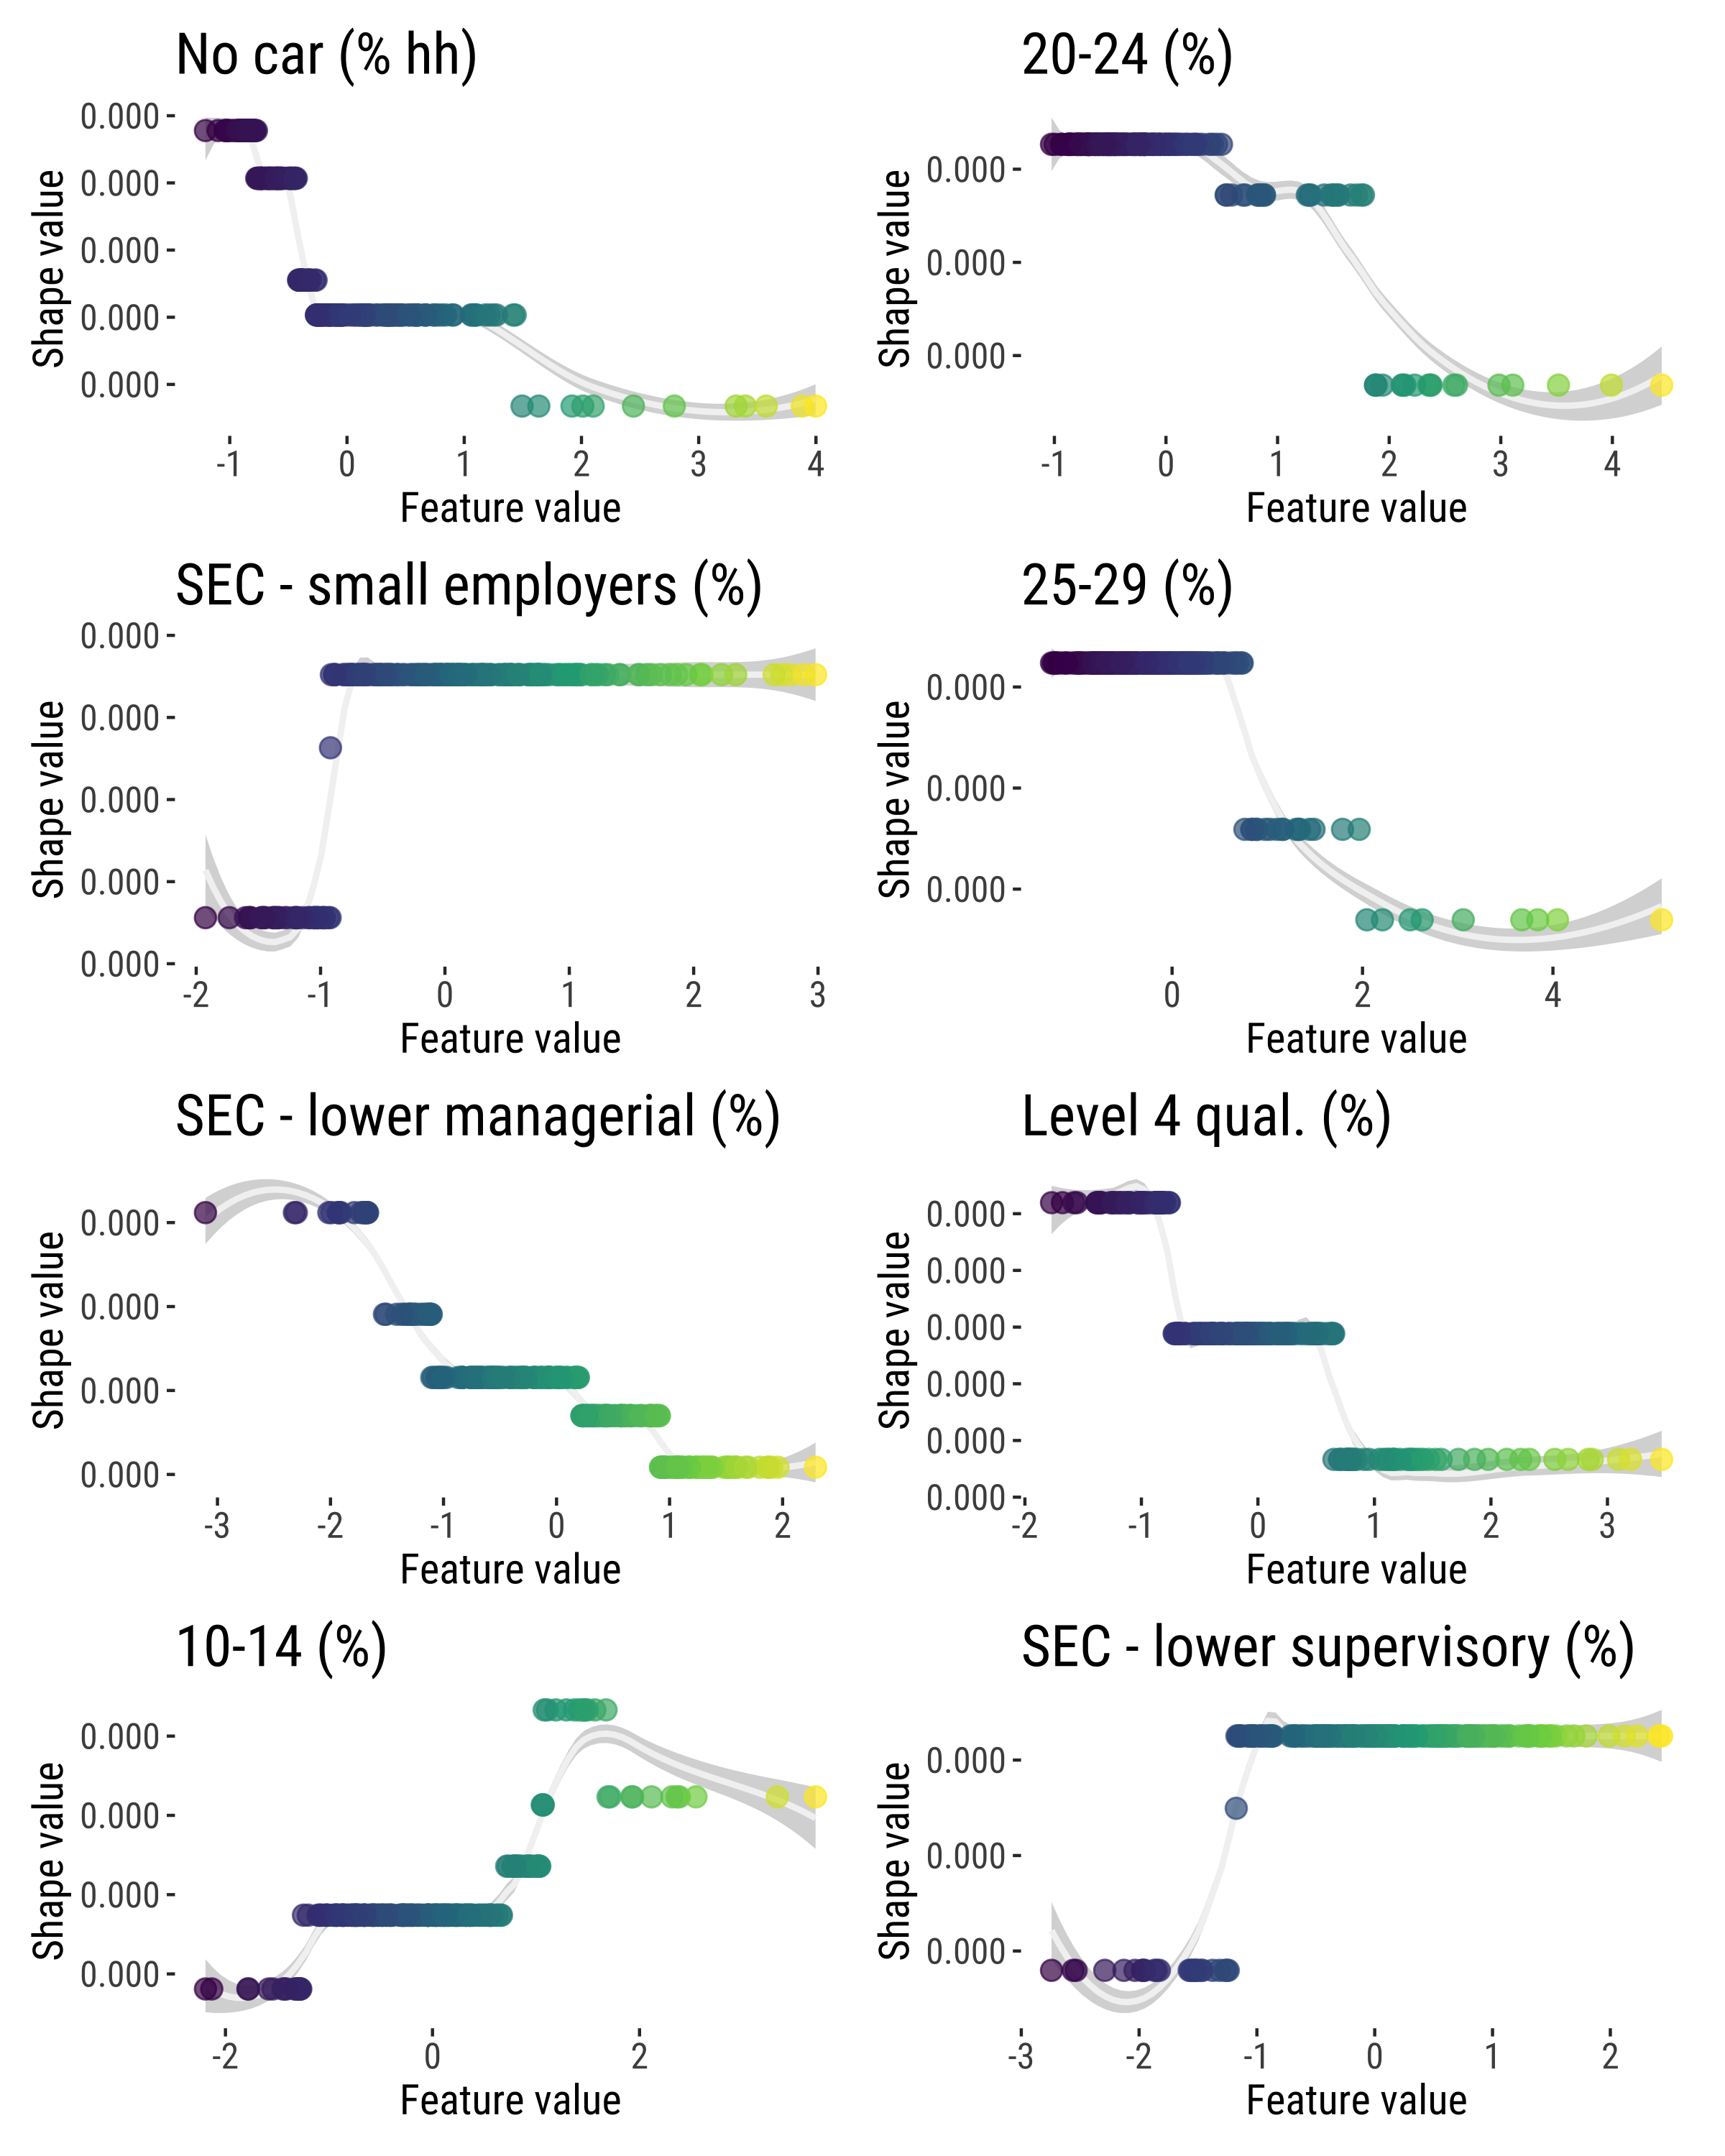 No car (% hh)
Shape value
0.000
0.000
0.000
0.000
0.000
-1 0 1 2 3 4
Feature value
20-24 (%)
Shape value
0.000
0.000
0.000
-1 0 1 2 3 4
Feature value
SEC - small employers (%)
Shape value
0.000
0.000
0.000
0.000
0.000
-2 -1 0 1 2 3
Feature value
25-29 (%)
Shape value
0.000
0.000
0.000
0 2 4
Feature value
SEC - lower managerial (%)
Shape value
0.000
0.000
0.000
0.000
-3 -2 -1 0 1 2
Feature value
Level 4 qual. (%)
Shape value
0.000
0.000
0.000
0.000
0.000
0.000
-2 -1 0 1 2 3
Feature value
10-14 (%)
Shape value
0.000
0.000
0.000
0.000
-2 0 2
Feature value
SEC - lower supervisory (%)
Shape value
0.000
0.000
0.000
-3 -2 -1 0 1 2
Feature value